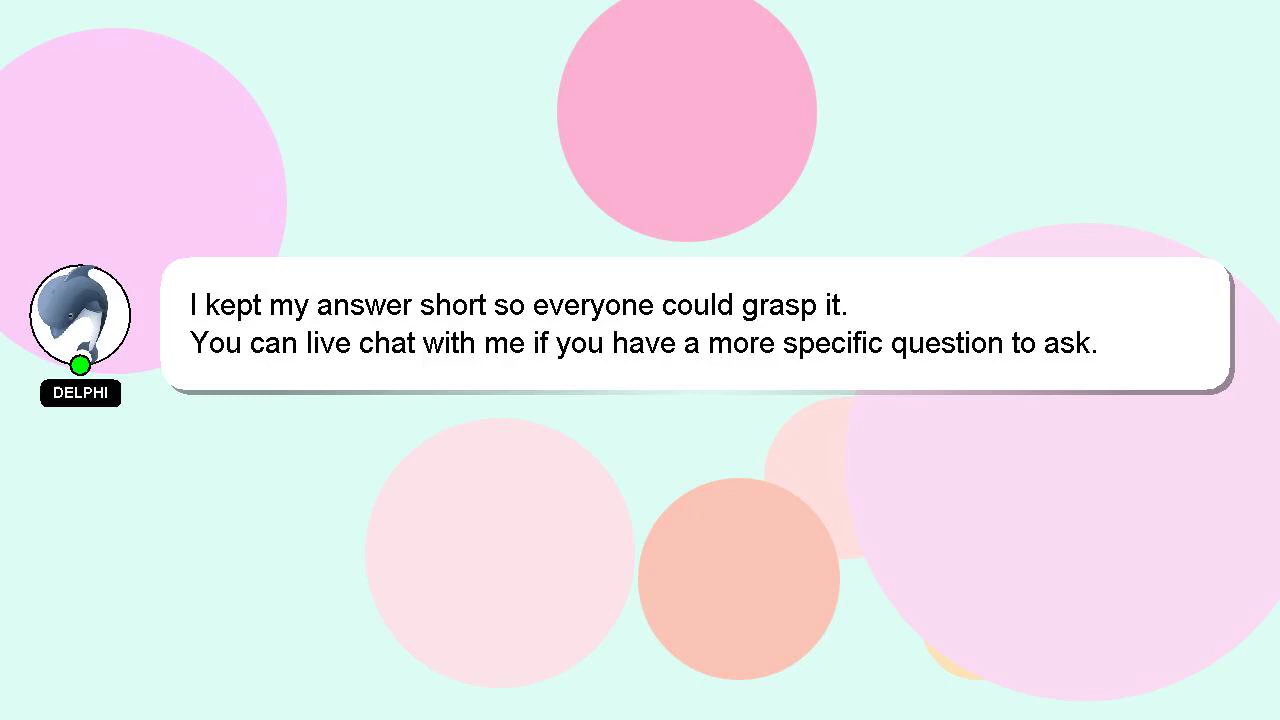 I kept my answer short so everyone could grasp it.
You can live chat with me if you have a more specific question to ask.
DELPHI